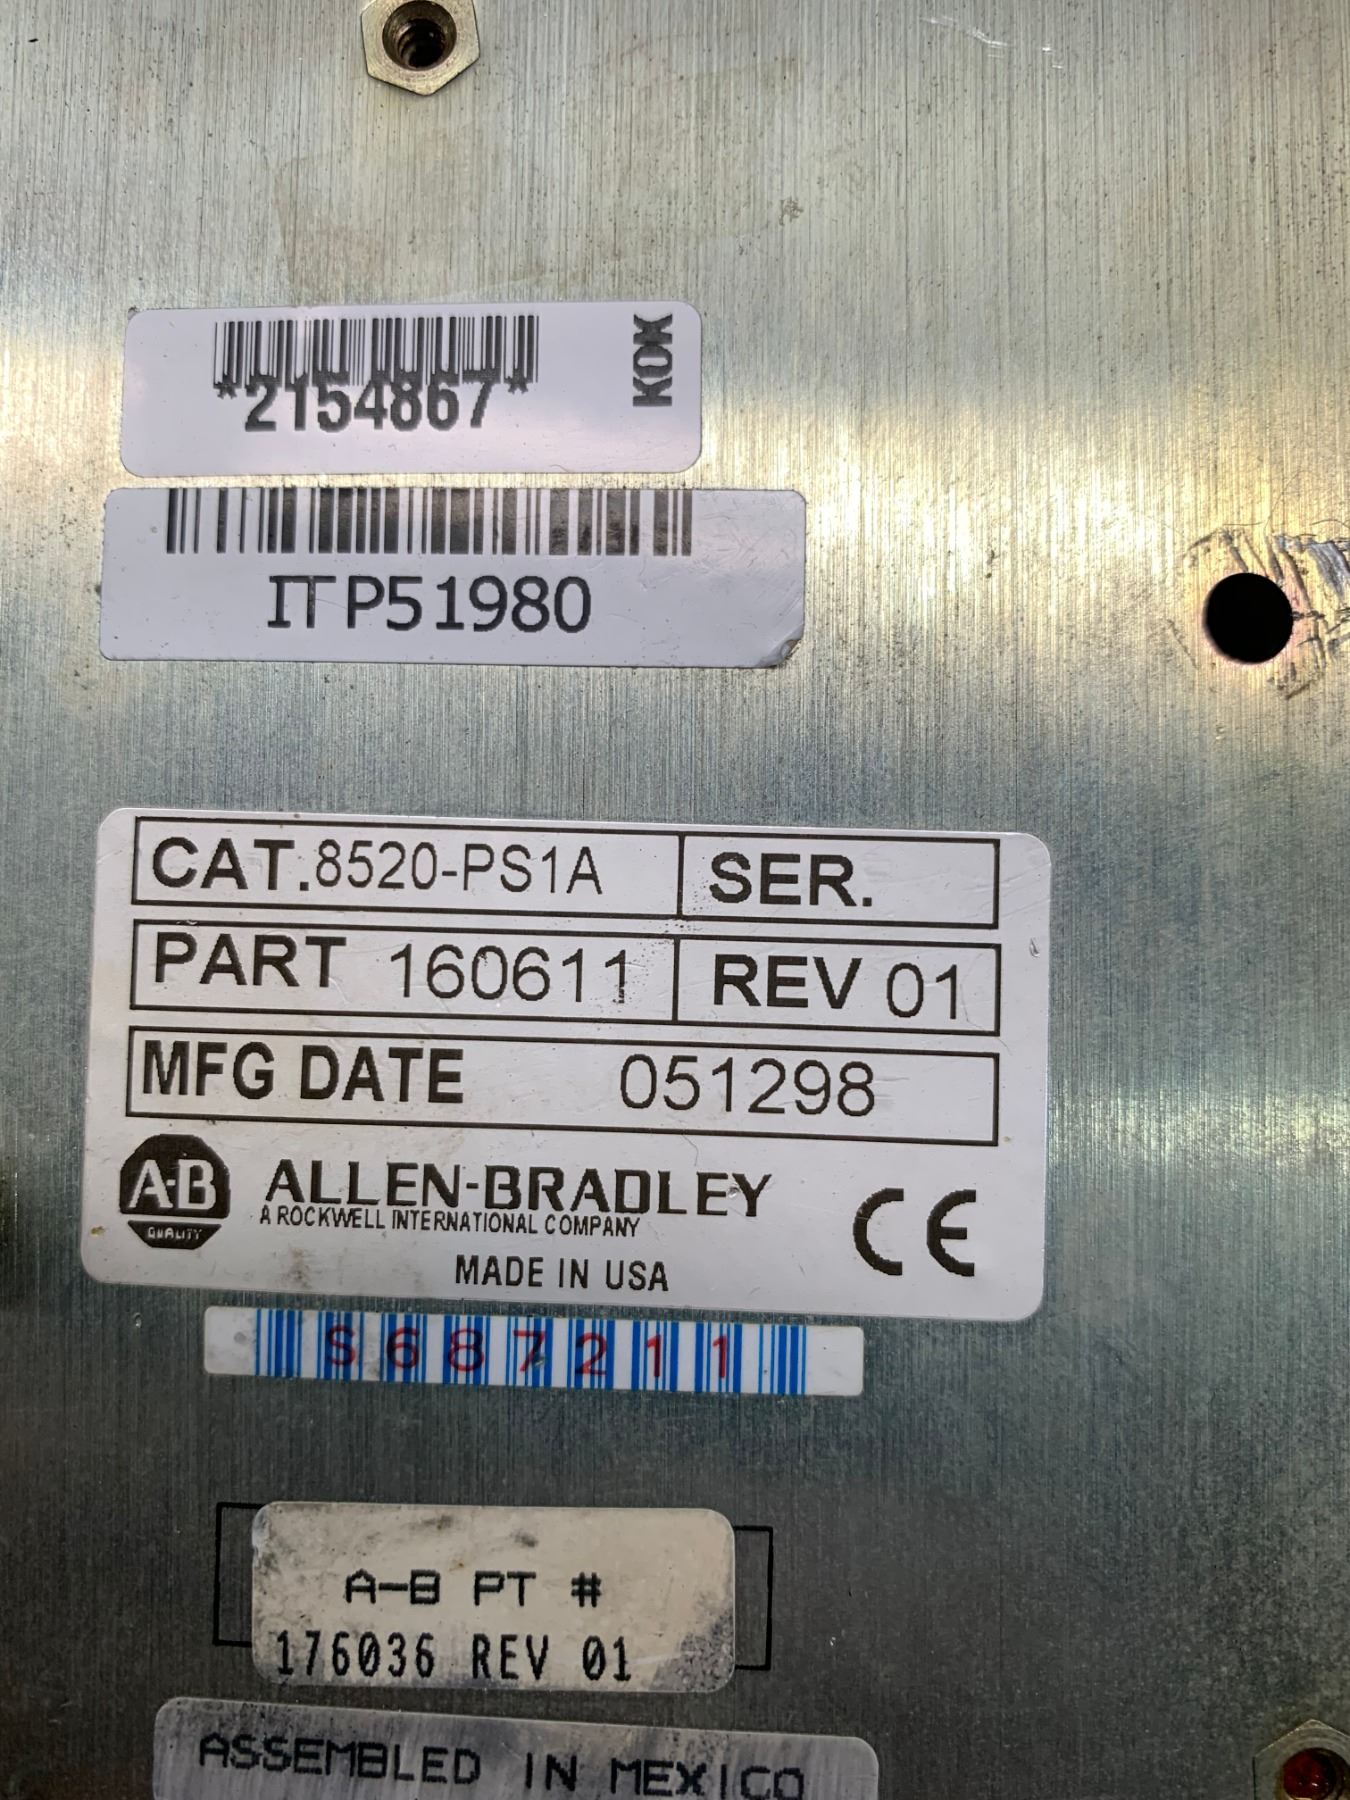 *2154867*
KOK
ITP51980
CAT. 8520-PS1A SER.
PART 160611 REV 01
MFG DATE 051298
A-B
QUALITY
ALLEN-BRADLEY
A ROCKWELL INTERNATIONAL COMPANY
CE
MADE IN USA
S687211
A-B PT #
176036 REV 01
ASSEMBLED IN MEXICO